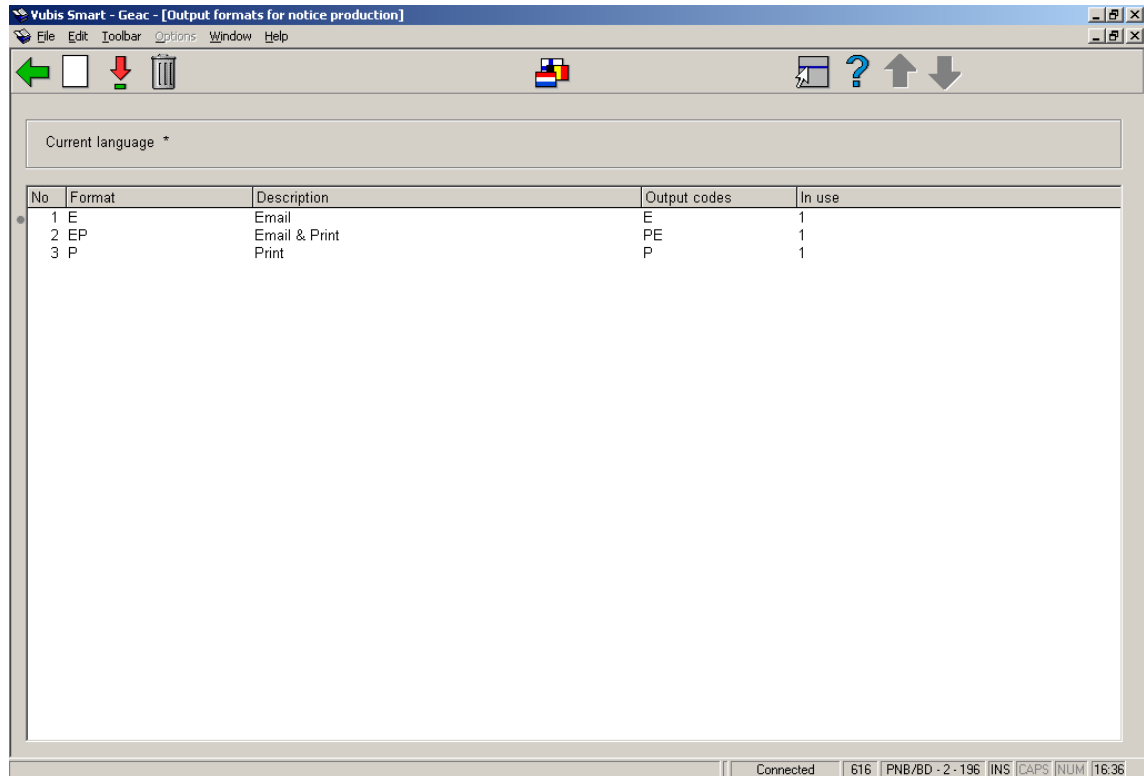 Vubis Smart - Geac - [Output formats for notice production]
File Edit Toolbar Options Window Help
?
Current language *
No Format Description Output codes In use
1 E Email E 1
2 EP Email & Print PE 1
3 P Print P 1
Connected 616 PNB/BD - 2 - 196 INS CAPS NUM 16:36